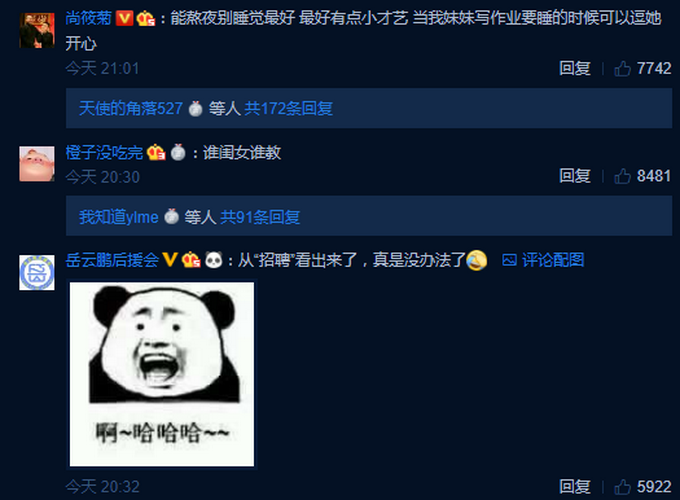 尚筱菊：能熬夜别睡觉最好 最好有点小才艺 当我妹妹写作业要睡的时候可以逗她
开心
今天 21:01 回复 7742
天使的角落527 等人 共172条回复
橙子没吃完：谁闺女谁教
今天 20:30 回复 8481
我知道ylme 等人 共91条回复
岳云鹏后援会：从“招聘”看出来了，真是没办法了 评论配图
啊~哈哈哈~~
今天 20:32 回复 5922